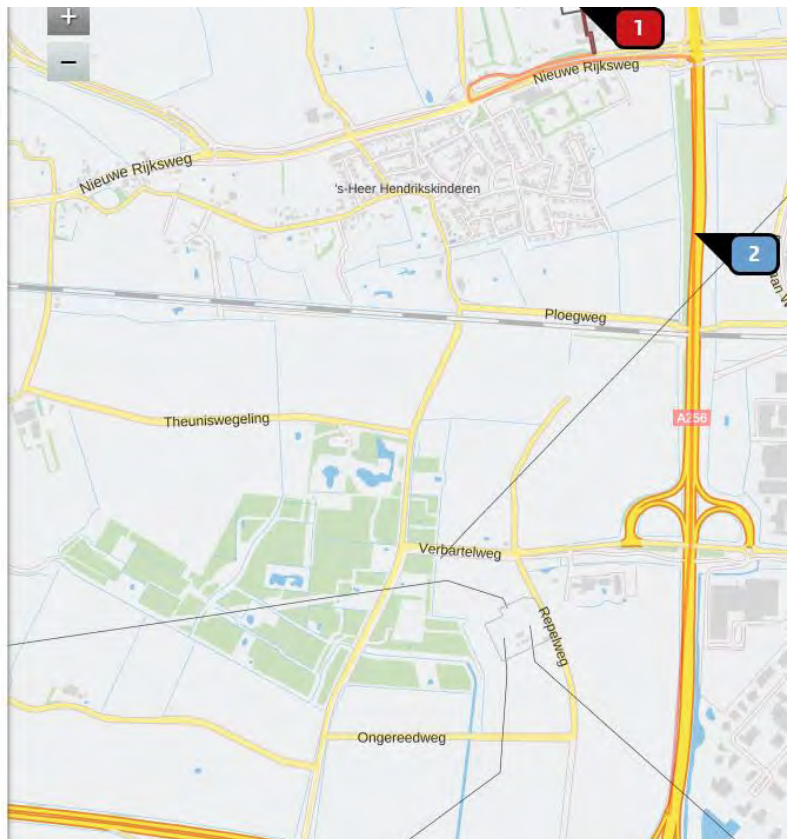 +
−
1
Nieuwe Rijksweg
Nieuwe Rijksweg
's-Heer Hendrikskinderen
2
Ploegweg
Theuniswegeling
A256
Verbartelweg
Repelweg
Ongereedweg